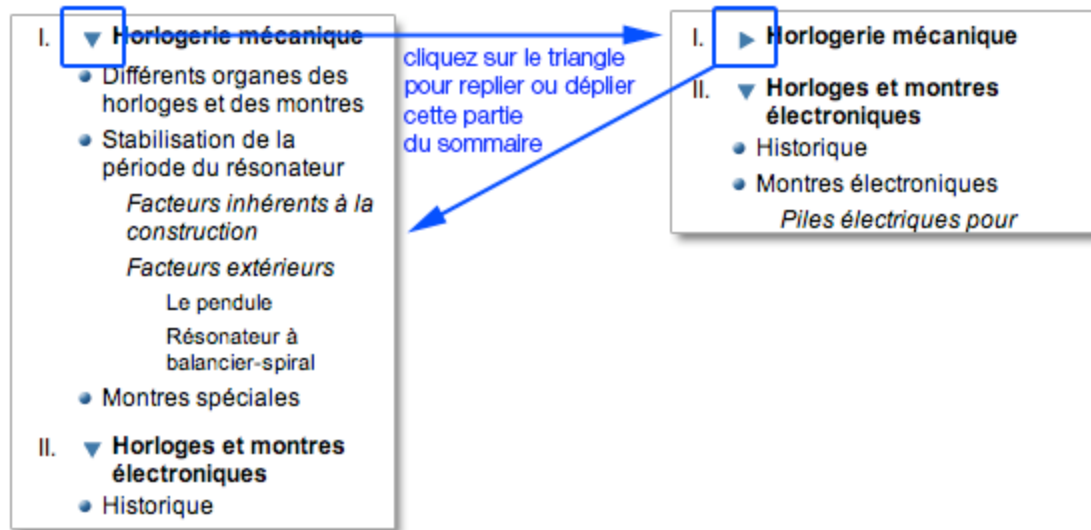 I. Horlogerie mécanique
Différents organes des
horloges et des montres
Stabilisation de la
période du résonateur
Facteurs inhérents à la
construction
Facteurs extérieurs
Le pendule
Résonateur à
balancier-spiral
Montres spéciales
II. Horloges et montres
électroniques
Historique
cliquez sur le triangle
pour replier ou déplier
cette partie
du sommaire
I. Horlogerie mécanique
II. Horloges et montres
électroniques
Historique
Montres électroniques
Piles électriques pour